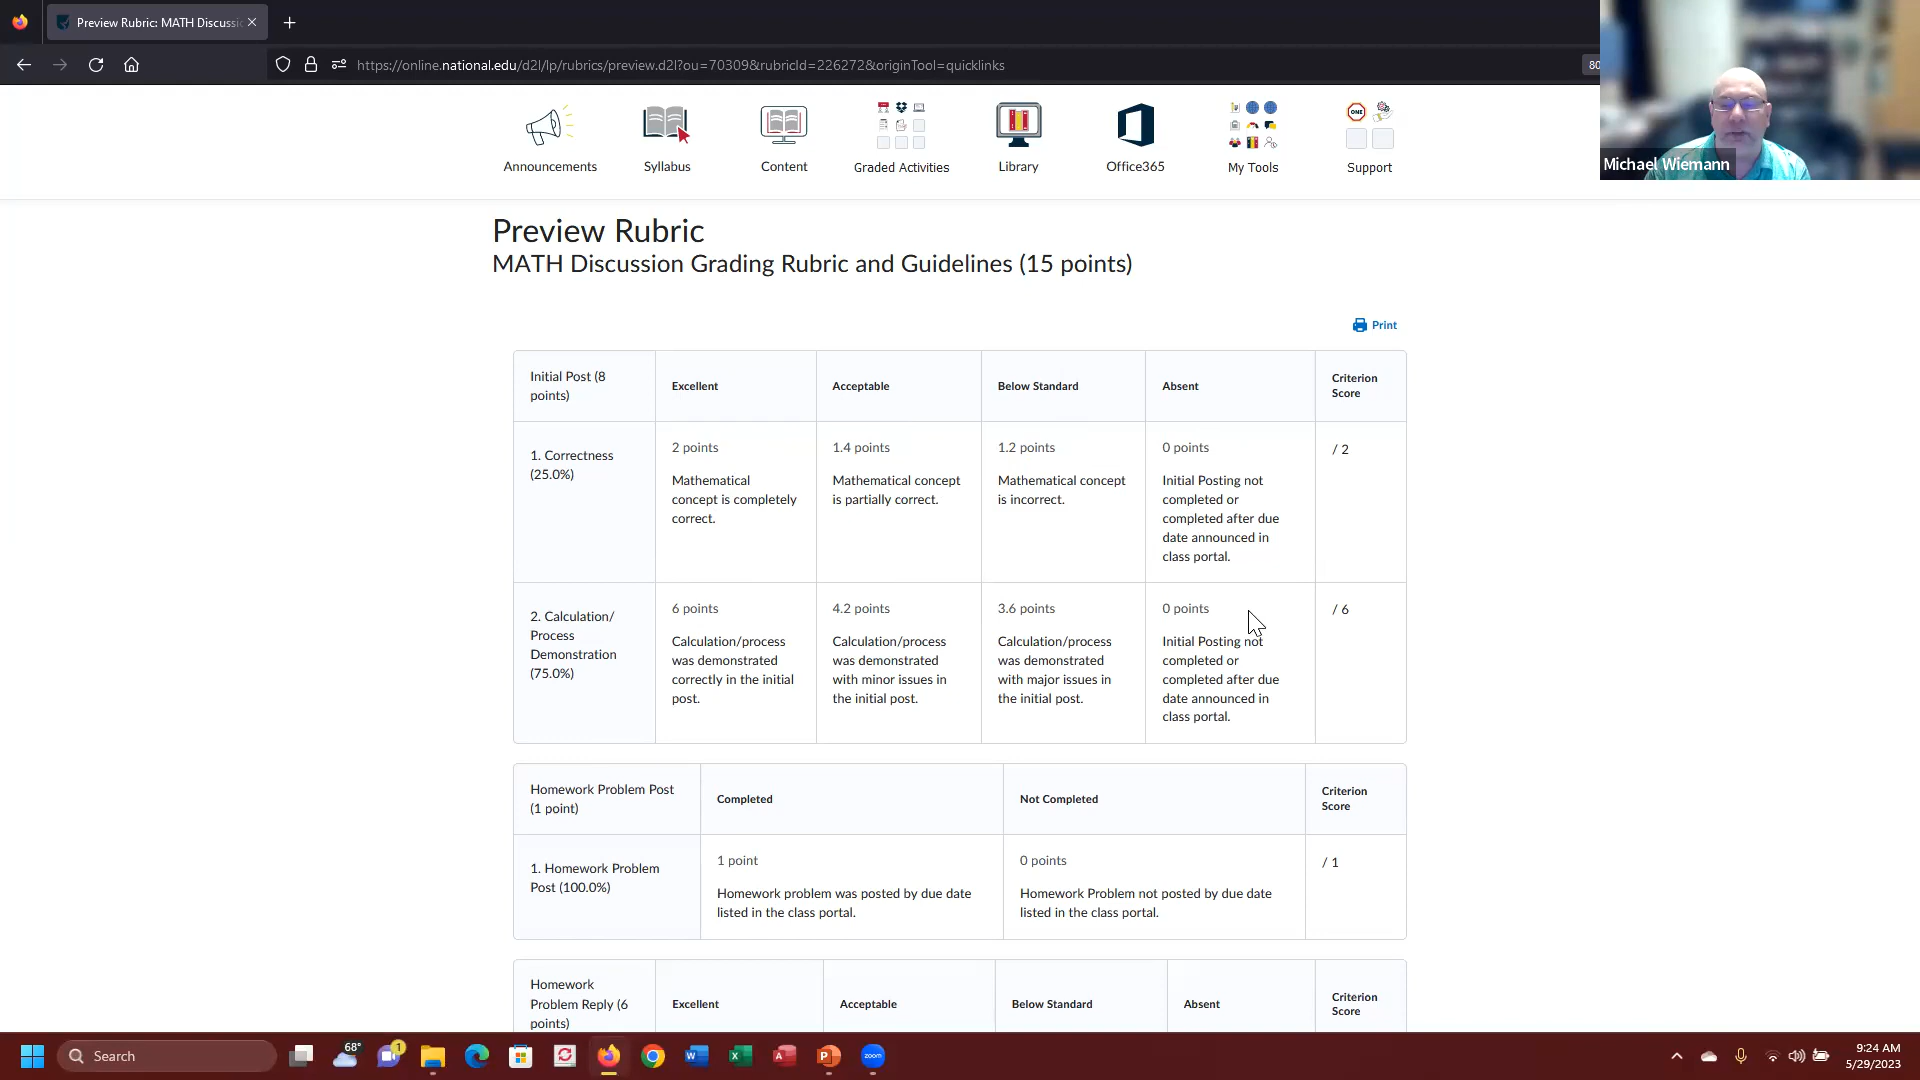 Preview Rubric: MATH Discussi
https://online.national.edu/d2l/lp/rubrics/preview.d2l?ou=70309&rubricId=226272&originTool=quicklinks
80
Michael Wiemann
Announcements
Syllabus
Content
Graded Activities
Library
Office365
My Tools
ONE
Support
Preview Rubric
MATH Discussion Grading Rubric and Guidelines (15 points)
Print
Initial Post (8
points)
Excellent
Acceptable
Below Standard
Absent
Criterion
Score
1. Correctness
(25.0%)
2 points
Mathematical
concept is completely
correct.
1.4 points
Mathematical concept
is partially correct.
1.2 points
Mathematical concept
is incorrect.
0 points
Initial Posting not
completed or
completed after due
date announced in
class portal.
/ 2
2. Calculation/
Process
Demonstration
(75.0%)
6 points
Calculation/process
was demonstrated
correctly in the initial
post.
4.2 points
Calculation/process
was demonstrated
with minor issues in
the initial post.
3.6 points
Calculation/process
was demonstrated
with major issues in
the initial post.
0 points
Initial Posting not
completed or
completed after due
date announced in
class portal.
/ 6
Homework Problem Post
(1 point)
Completed
Not Completed
Criterion
Score
1. Homework Problem
Post (100.0%)
1 point
Homework problem was posted by due date
listed in the class portal.
0 points
Homework Problem not posted by due date
listed in the class portal.
/ 1
Homework
Problem Reply (6
points)
Excellent
Acceptable
Below Standard
Absent
Criterion
Score
Search
68°
1
zoom
9:24 AM
5/29/2023